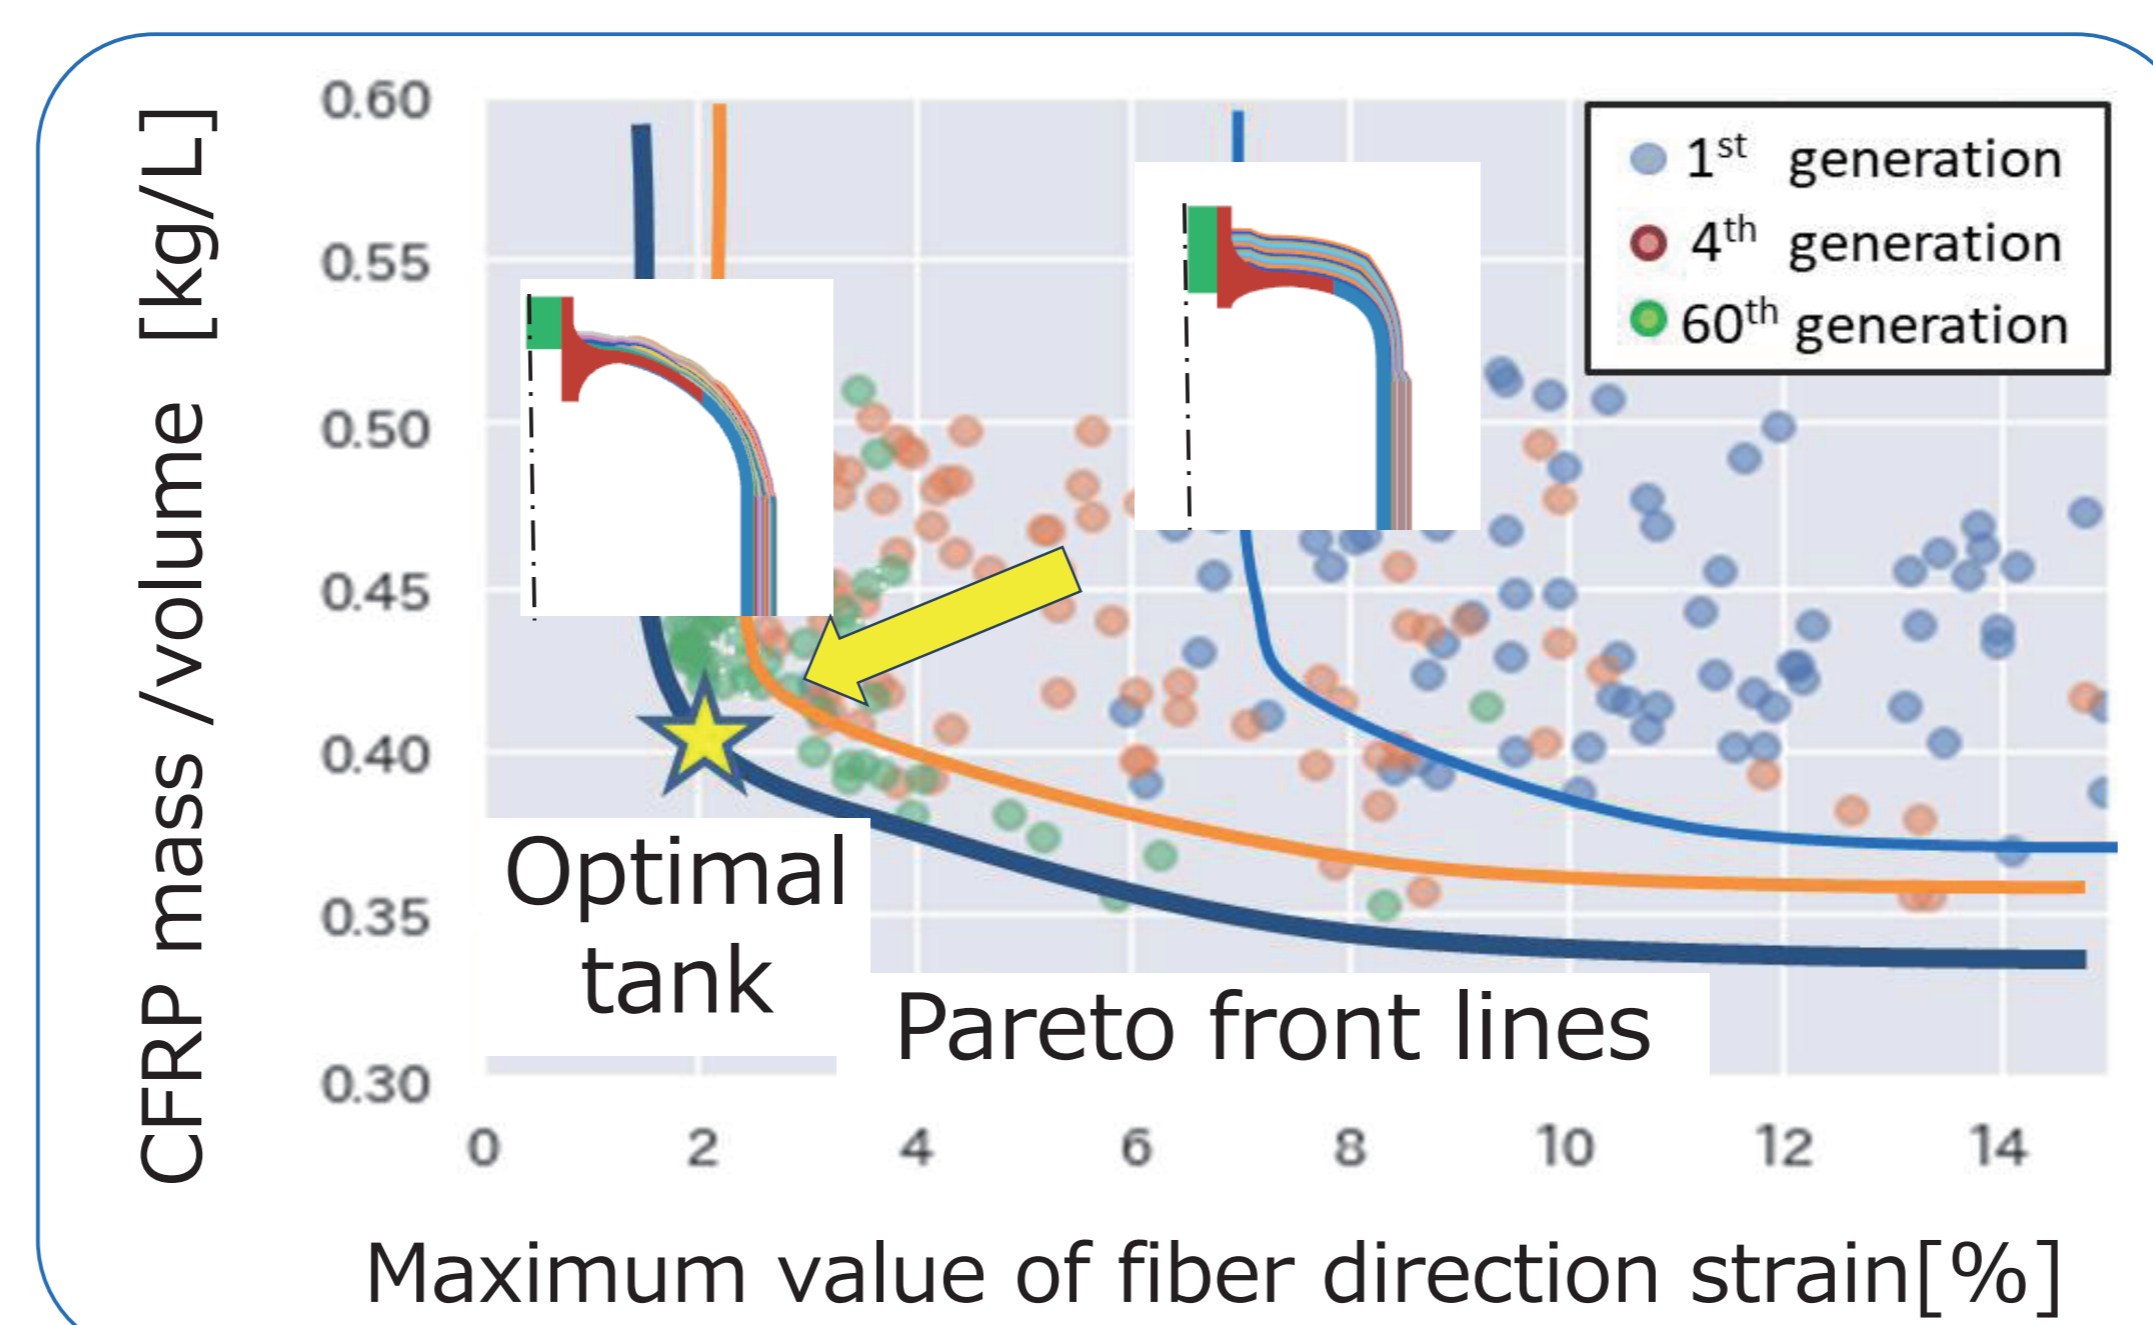 CFRP mass /volume [kg/L]
0.60
0.55
0.50
0.45
0.40
0.35
0.30
1st generation
4th generation
60th generation
Optimal
tank
Pareto front lines
0 2 4 6 8 10 12 14
Maximum value of fiber direction strain[%]